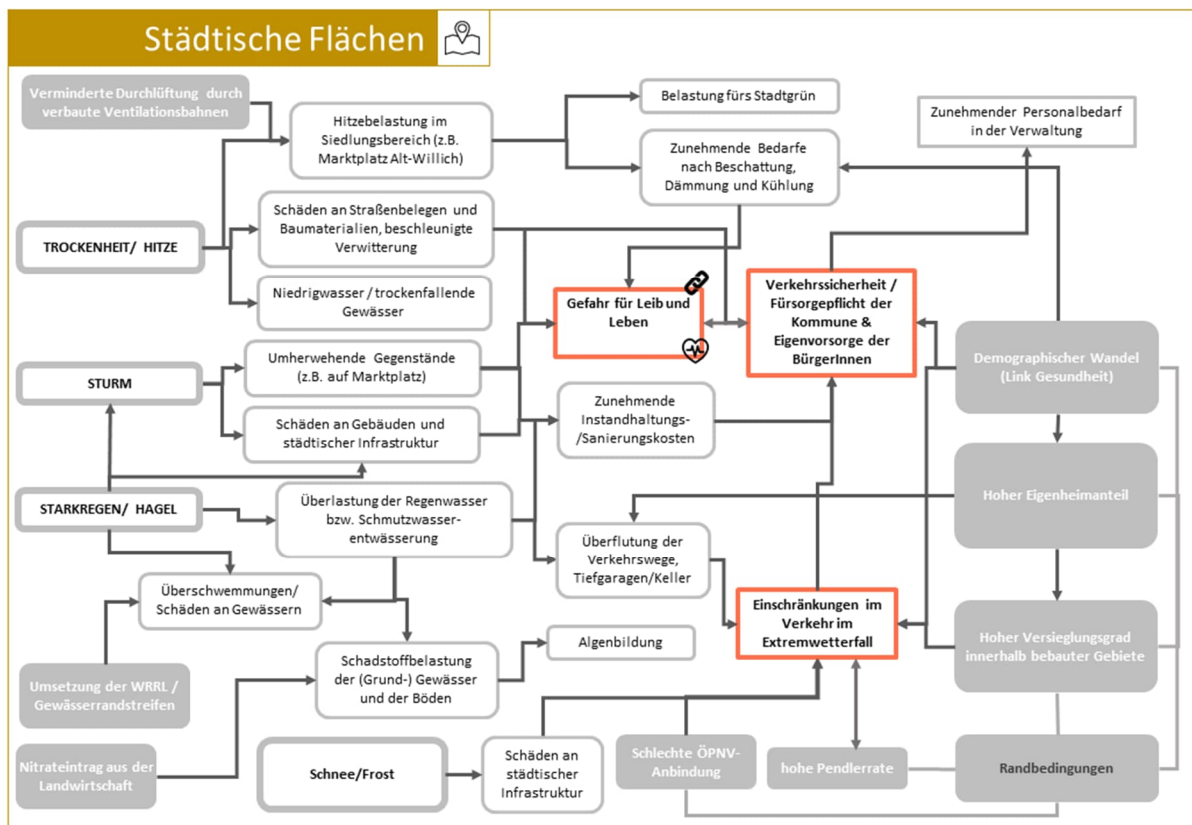 Städtische Flächen
Verminderte Durchlüftung durch
verbaute Ventilationsbahnen
Hitzebelastung im
Siedlungsbereich (z.B.
Marktplatz Alt-Willich)
Belastung fürs Stadtgrün
Zunehmender Personalbedarf
in der Verwaltung
Zunehmende Bedarfe
nach Beschattung,
Dämmung und Kühlung
TROCKENHEIT/ HITZE
Schäden an Straßenbelegen und
Baumaterialien, beschleunigte
Verwitterung
Niedrigwasser / trockenfallende
Gewässer
Gefahr für Leib und
Leben
Verkehrssicherheit /
Fürsorgepflicht der
Kommune &
Eigenvorsorge der
BürgerInnen
STURM
Umherwehende Gegenstände
(z.B. auf Marktplatz)
Schäden an Gebäuden und
städtischer Infrastruktur
Zunehmende
Instandhaltungs-
/Sanierungskosten
Demographischer Wandel
(Link Gesundheit)
STARKREGEN/ HAGEL
Überlastung der Regenwasser
bzw. Schmutzwasser-
entwässerung
Überflutung der
Verkehrswege,
Tiefgaragen/Keller
Hoher Eigenheimanteil
Überschwemmungen/
Schäden an Gewässern
Einschränkungen im
Verkehr im
Extremwetterfall
Hoher Versieglungsgrad
innerhalb bebauter Gebiete
Algenbildung
Schadstoffbelastung
der (Grund-) Gewässer
und der Böden
Umsetzung der WRRL /
Gewässerrandstreifen
Nitrateintrag aus der
Landwirtschaft
Schnee/Frost
Schäden an
städtischer
Infrastruktur
Schlechte ÖPNV-
Anbindung
hohe Pendlerrate
Randbedingungen